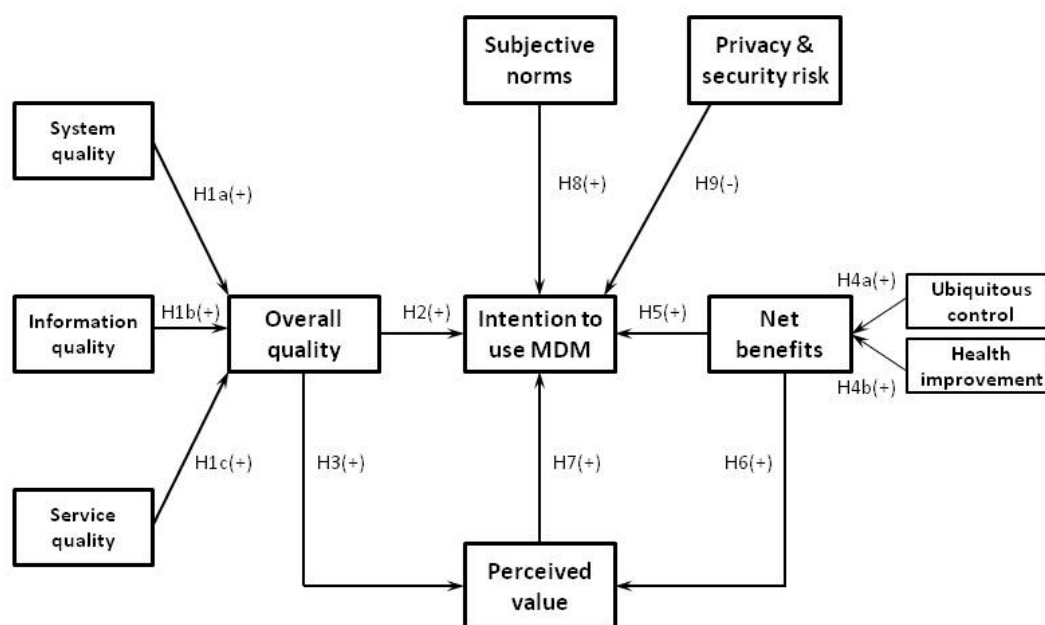 Subjective
norms
Privacy &
security risk
System
quality
H1a(+)
H8(+)
H9(-)
Information
quality
H1b(+)
Overall
quality
H2(+)
Intention to
use MDM
H5(+)
Net
benefits
H4a(+)
Ubiquitous
control
Health
improvement
H4b(+)
H1c(+)
H3(+)
H7(+)
H6(+)
Service
quality
Perceived
value